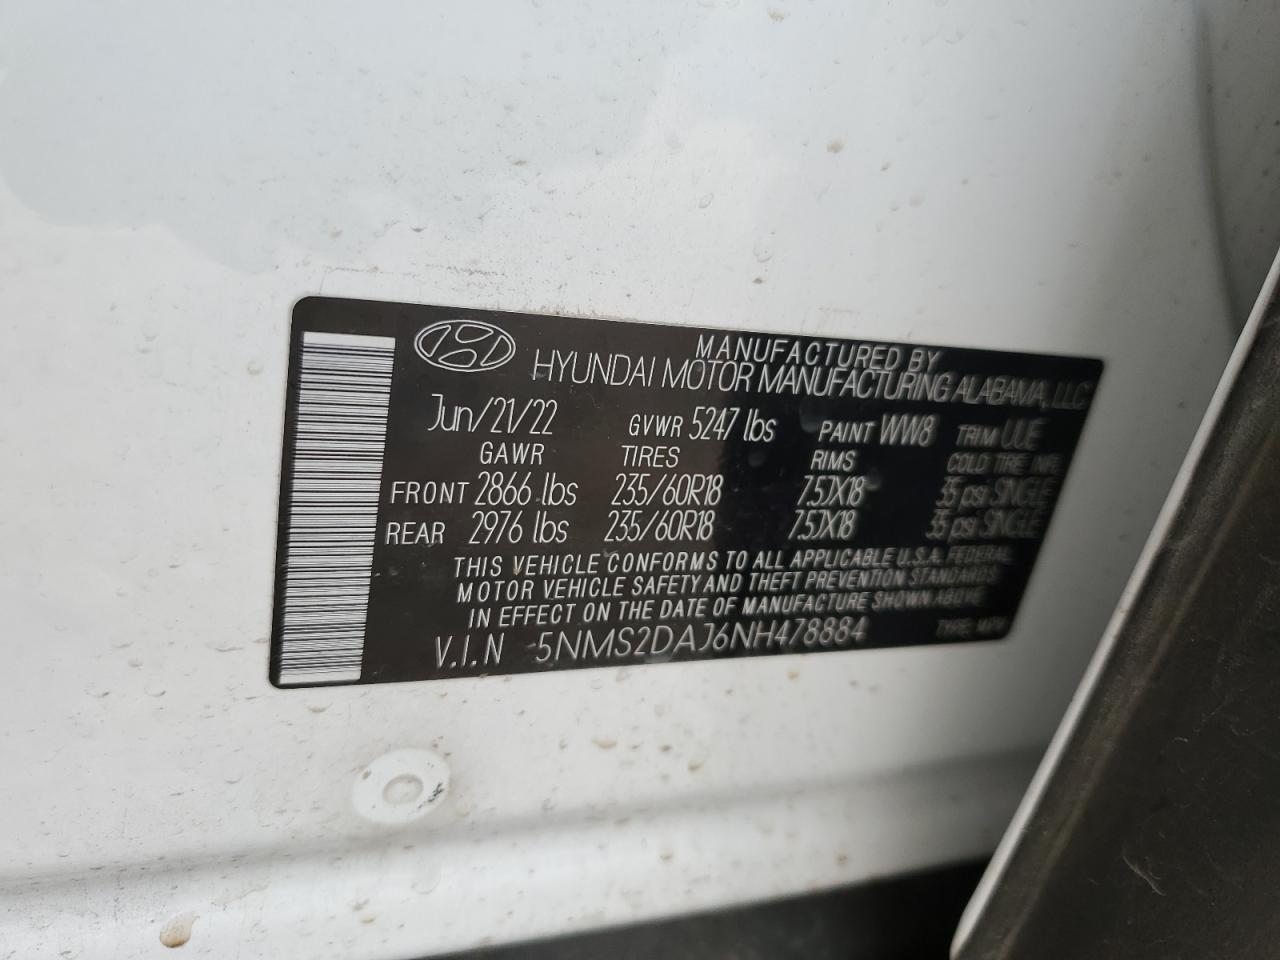 MANUFACTURED BY
HYUNDAI MOTOR MANUFACTURING ALABAMA, LLC
Jun/21/22 GVWR 5247 lbs PAINT WW8 TRIM UUE
GAWR TIRES RIMS COLD TIRE INFL
FRONT 2866 lbs 235/60R18 7.5JX18 35 psi SINGLE
REAR 2976 lbs 235/60R18 7.5JX18 35 psi SINGLE
THIS VEHICLE CONFORMS TO ALL APPLICABLE U.S.A. FEDERAL
MOTOR VEHICLE SAFETY AND THEFT PREVENTION STANDARDS
IN EFFECT ON THE DATE OF MANUFACTURE SHOWN ABOVE
V.I.N 5NMS2DAJ6NH478884 TYPE: MPV